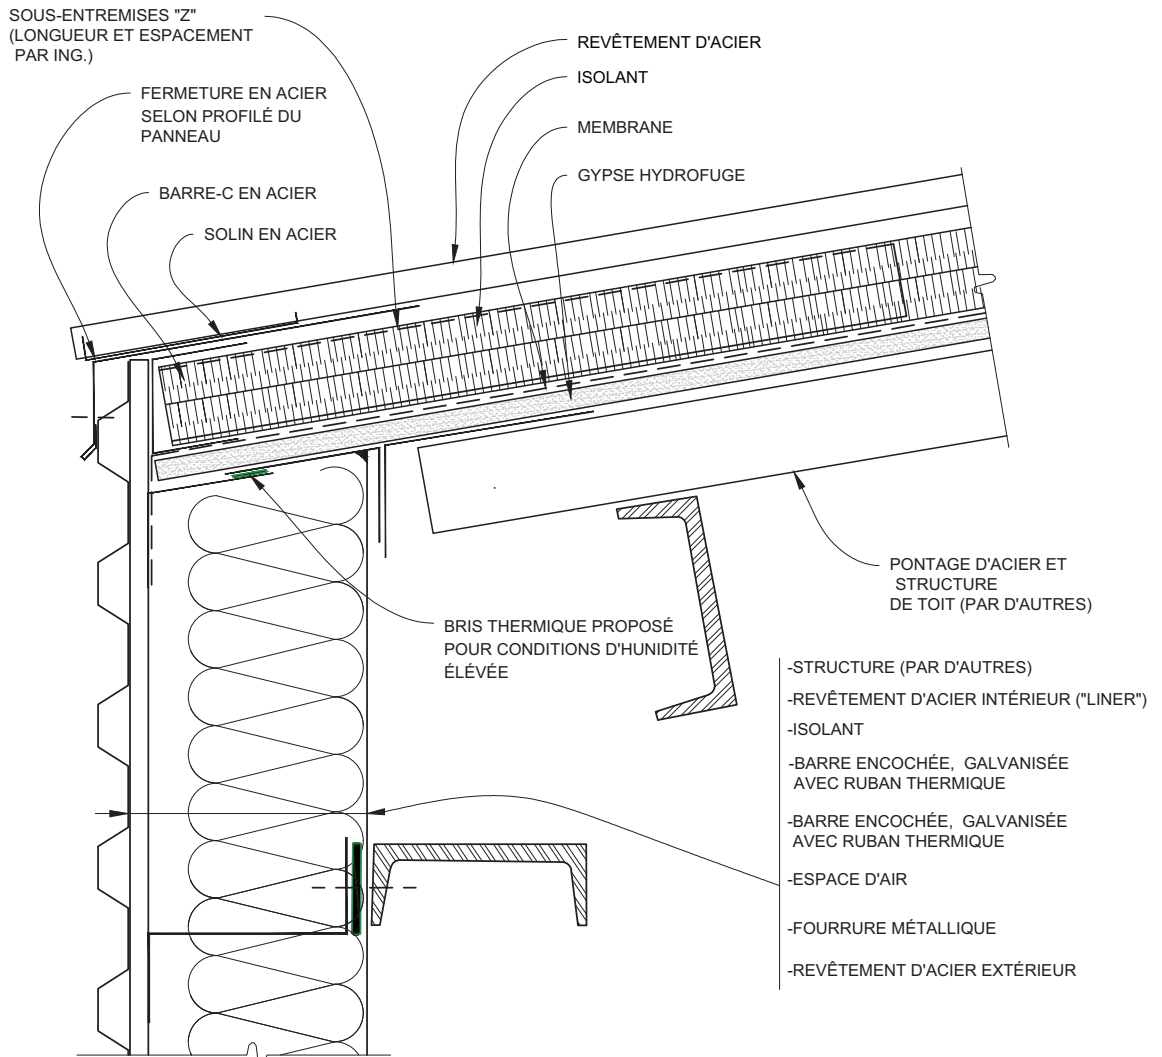 SOUS-ENTREMISES "Z"
(LONGUEUR ET ESPACEMENT
PAR ING.)
FERMETURE EN ACIER
SELON PROFILÉ DU
PANNEAU
BARRE-C EN ACIER
SOLIN EN ACIER
REVÊTEMENT D'ACIER
ISOLANT
MEMBRANE
GYPSE HYDROFUGE
PONTAGE D'ACIER ET
STRUCTURE
DE TOIT (PAR D'AUTRES)
BRIS THERMIQUE PROPOSÉ
POUR CONDITIONS D'HUNIDITÉ
ÉLÉVÉE
-STRUCTURE (PAR D'AUTRES)
-REVÊTEMENT D'ACIER INTÉRIEUR ("LINER")
-ISOLANT
-BARRE ENCOCHÉE, GALVANISÉE
AVEC RUBAN THERMIQUE
-BARRE ENCOCHÉE, GALVANISÉE
AVEC RUBAN THERMIQUE
-ESPACE D'AIR
-FOURRURE MÉTALLIQUE
-REVÊTEMENT D'ACIER EXTÉRIEUR